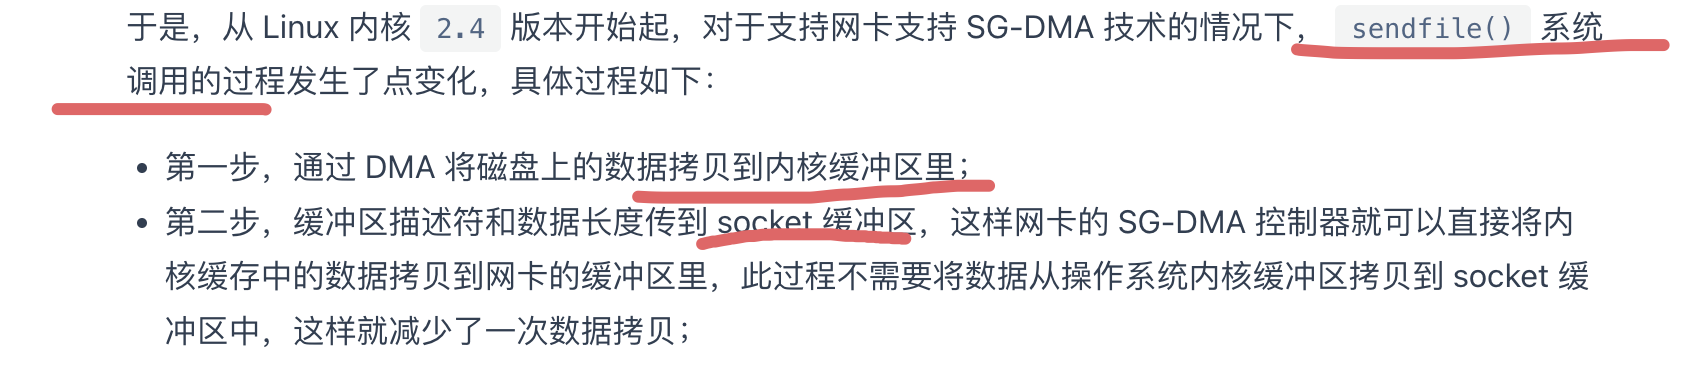 于是，从 Linux 内核 2.4 版本开始起，对于支持网卡支持 SG-DMA 技术的情况下， sendfile() 系统
调用的过程发生了点变化，具体过程如下：
• 第一步，通过 DMA 将磁盘上的数据拷贝到内核缓冲区里；
• 第二步，缓冲区描述符和数据长度传到 socket 缓冲区，这样网卡的 SG-DMA 控制器就可以直接将内
核缓存中的数据拷贝到网卡的缓冲区里，此过程不需要将数据从操作系统内核缓冲区拷贝到 socket 缓
冲区中，这样就减少了一次数据拷贝；